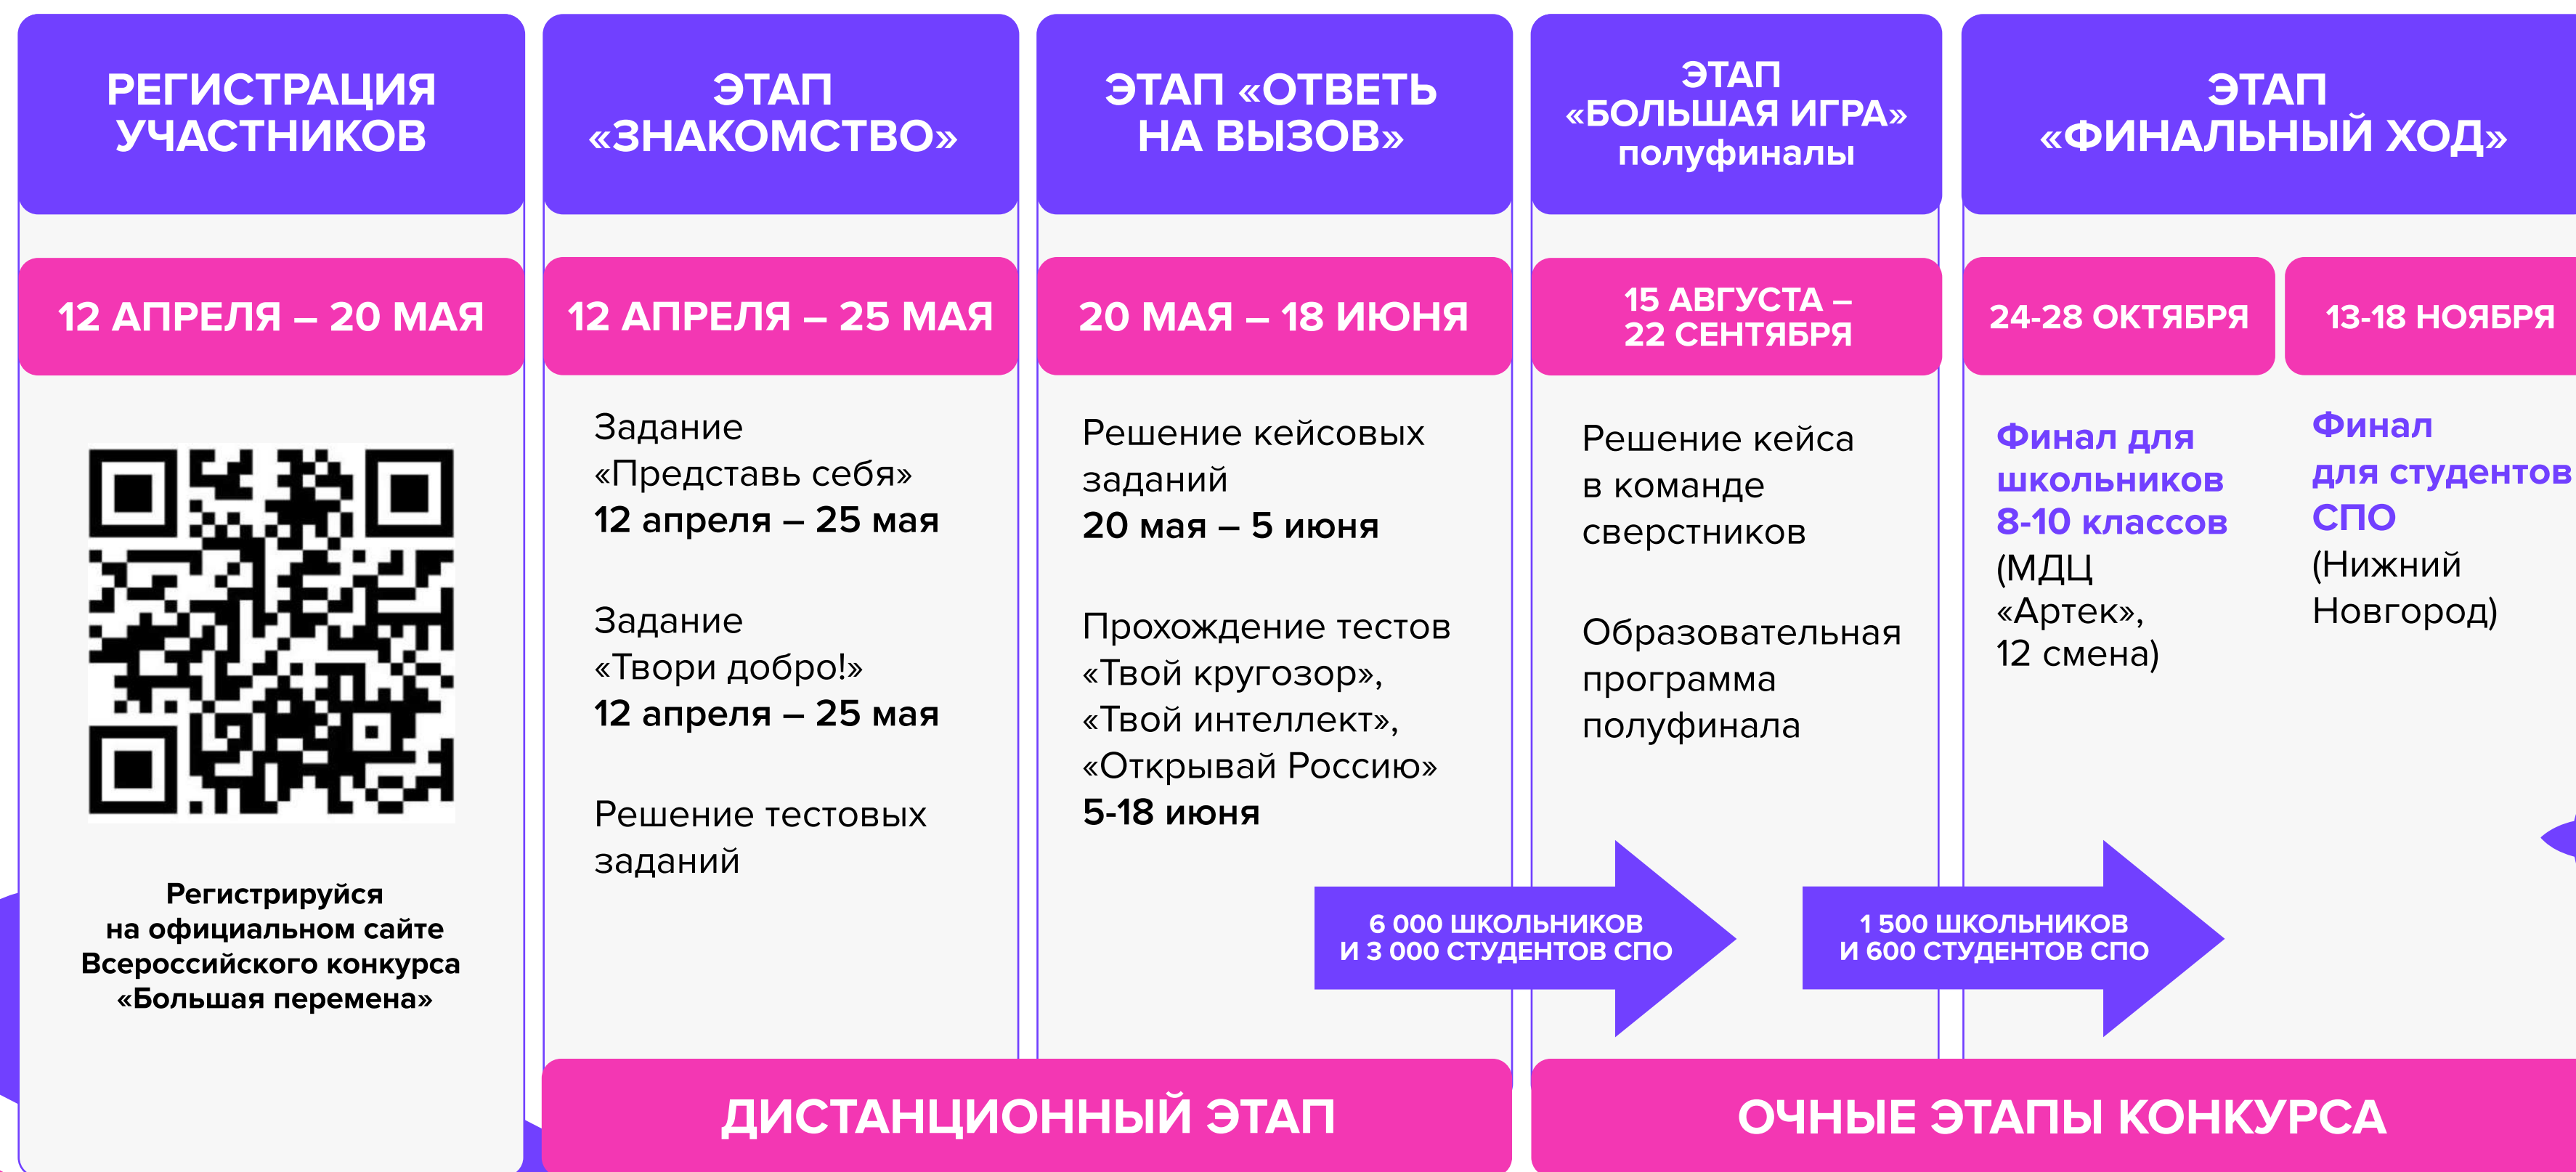 РЕГИСТРАЦИЯ
УЧАСТНИКОВ
12 АПРЕЛЯ – 20 МАЯ
Регистрируйся
на официальном сайте
Всероссийского конкурса
«Большая перемена»
ЭТАП
«ЗНАКОМСТВО»
12 АПРЕЛЯ – 25 МАЯ
Задание
«Представь себя»
12 апреля – 25 мая
Задание
«Твори добро!»
12 апреля – 25 мая
Решение тестовых
заданий
ЭТАП «ОТВЕТЬ
НА ВЫЗОВ»
20 МАЯ – 18 ИЮНЯ
Решение кейсовых
заданий
20 мая – 5 июня
Прохождение тестов
«Твой кругозор»,
«Твой интеллект»,
«Открывай Россию»
5-18 июня
6 000 ШКОЛЬНИКОВ
И 3 000 СТУДЕНТОВ СПО
ДИСТАНЦИОННЫЙ ЭТАП
ЭТАП
«БОЛЬШАЯ ИГРА»
полуфиналы
15 АВГУСТА –
22 СЕНТЯБРЯ
Решение кейса
в команде
сверстников
Образовательная
программа
полуфинала
1 500 ШКОЛЬНИКОВ
И 600 СТУДЕНТОВ СПО
ЭТАП
«ФИНАЛЬНЫЙ ХОД»
24-28 ОКТЯБРЯ
Финал для
школьников
8-10 классов
(МДЦ
«Артек»,
12 смена)
13-18 НОЯБРЯ
Финал
для студентов
СПО
(Нижний
Новгород)
ОЧНЫЕ ЭТАПЫ КОНКУРСА